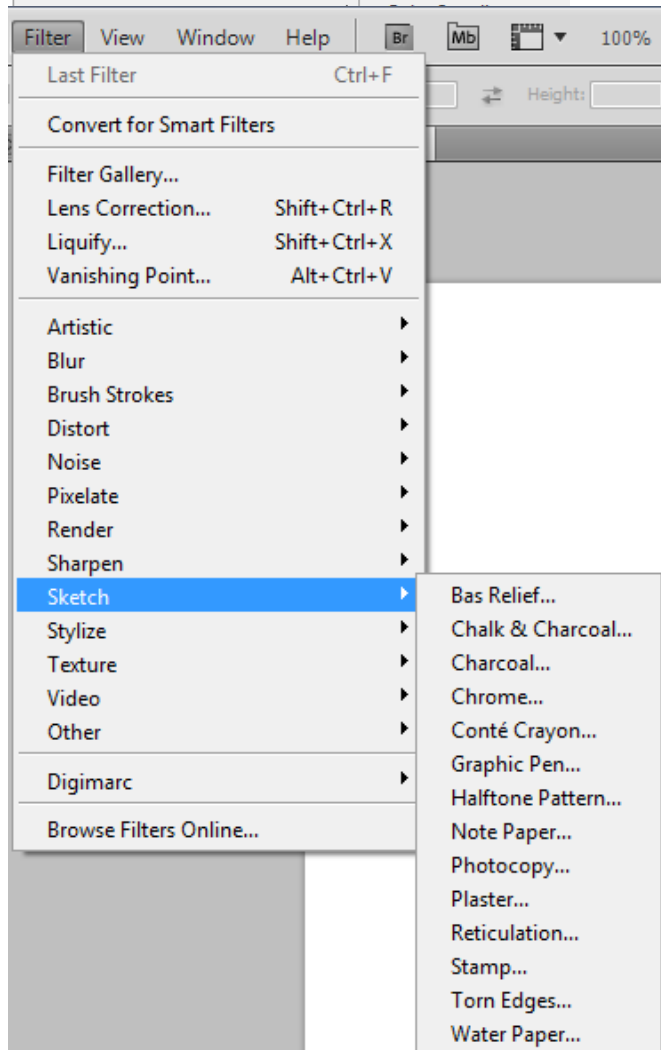 Filter View Window Help Br Mb 100%
Last Filter Ctrl+F
Height:
Convert for Smart Filters
Filter Gallery...
Lens Correction... Shift+Ctrl+R
Liquify... Shift+Ctrl+X
Vanishing Point... Alt+Ctrl+V
Artistic
Blur
Brush Strokes
Distort
Noise
Pixelate
Render
Sharpen
Sketch
Stylize
Texture
Video
Other
Digimarc
Browse Filters Online...
Bas Relief...
Chalk & Charcoal...
Charcoal...
Chrome...
Conté Crayon...
Graphic Pen...
Halftone Pattern...
Note Paper...
Photocopy...
Plaster...
Reticulation...
Stamp...
Torn Edges...
Water Paper...